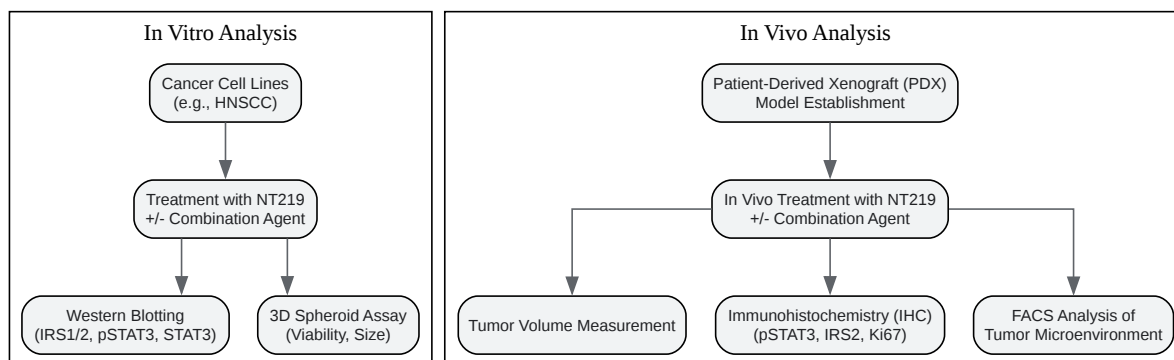 In Vitro Analysis
Cancer Cell Lines
(e.g., HNSCC)
Treatment with NT219
+/- Combination Agent
Western Blotting
(IRS1/2, pSTAT3, STAT3)
3D Spheroid Assay
(Viability, Size)
In Vivo Analysis
Patient-Derived Xenograft (PDX)
Model Establishment
In Vivo Treatment with NT219
+/- Combination Agent
Tumor Volume Measurement
Immunohistochemistry (IHC)
(pSTAT3, IRS2, Ki67)
FACS Analysis of
Tumor Microenvironment